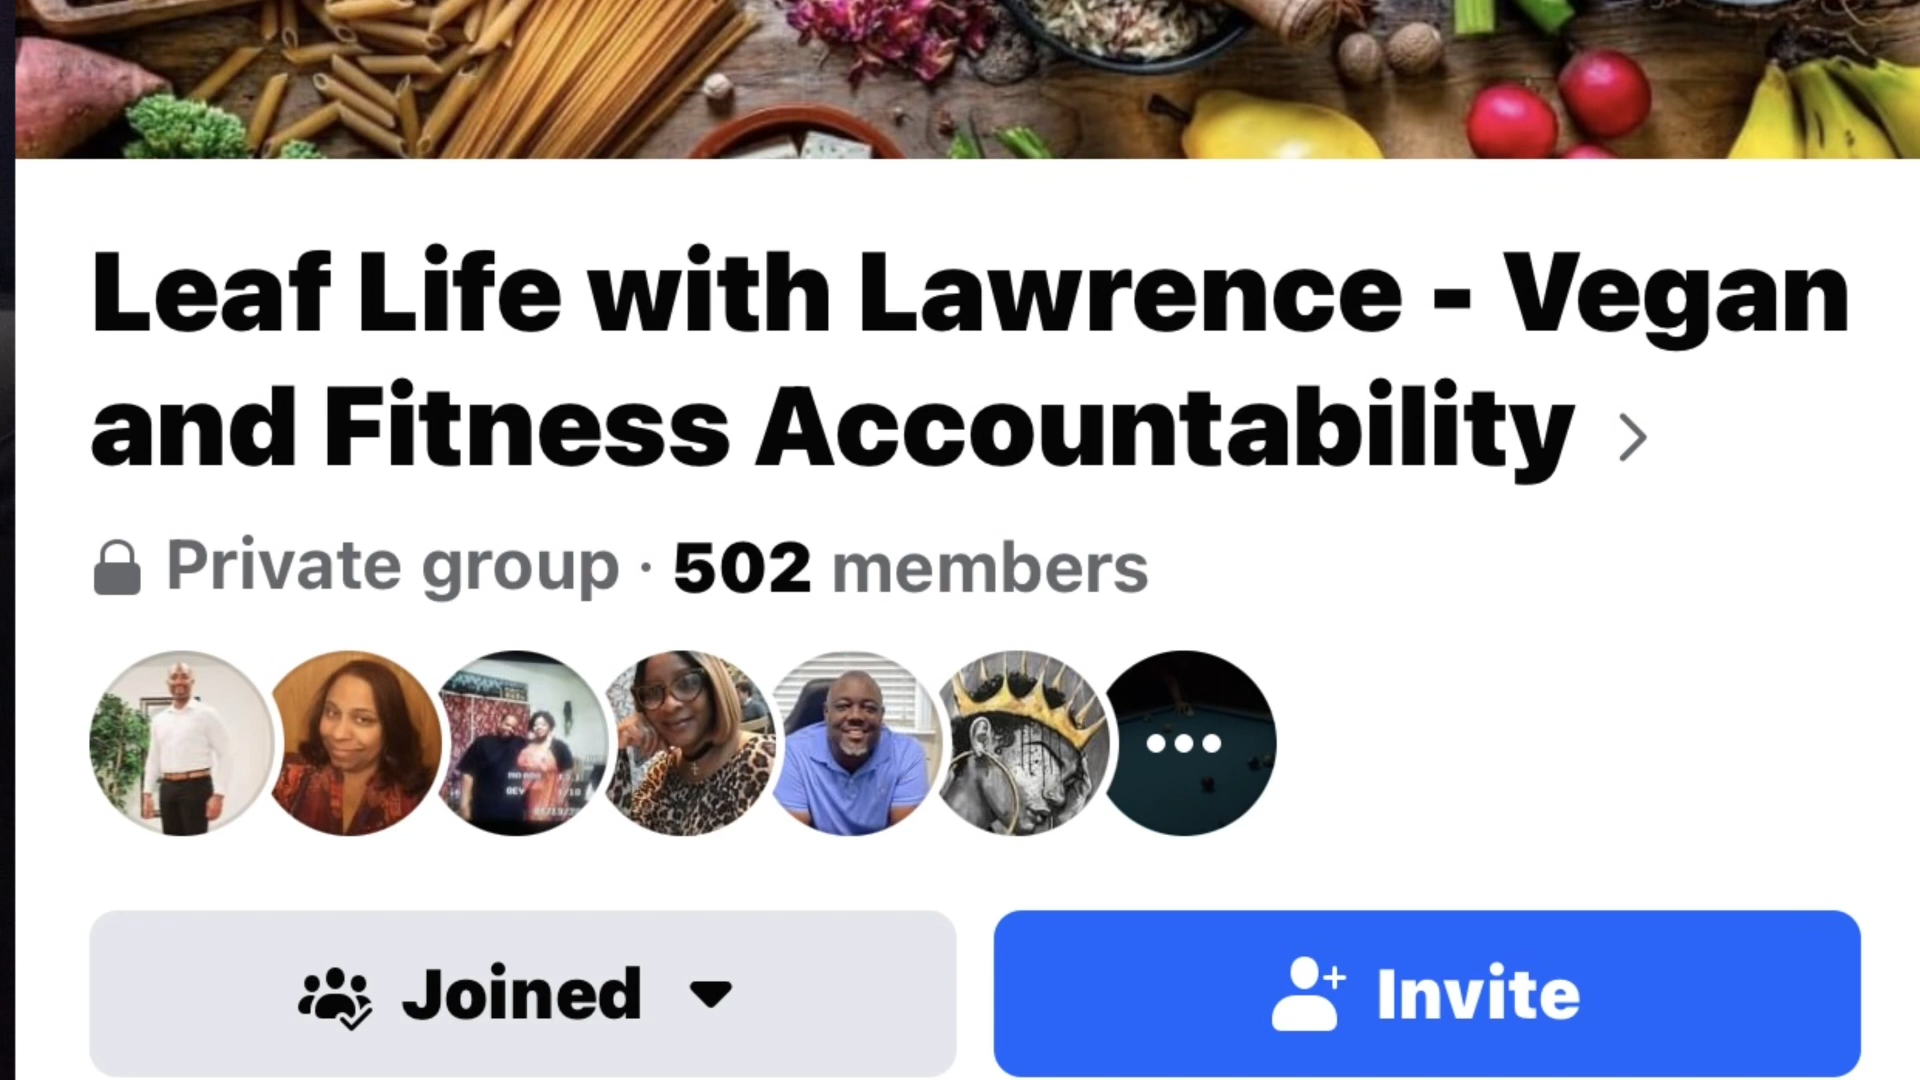 Leaf Life with Lawrence - Vegan
and Fitness Accountability
Private group · 502 members
Joined
Invite